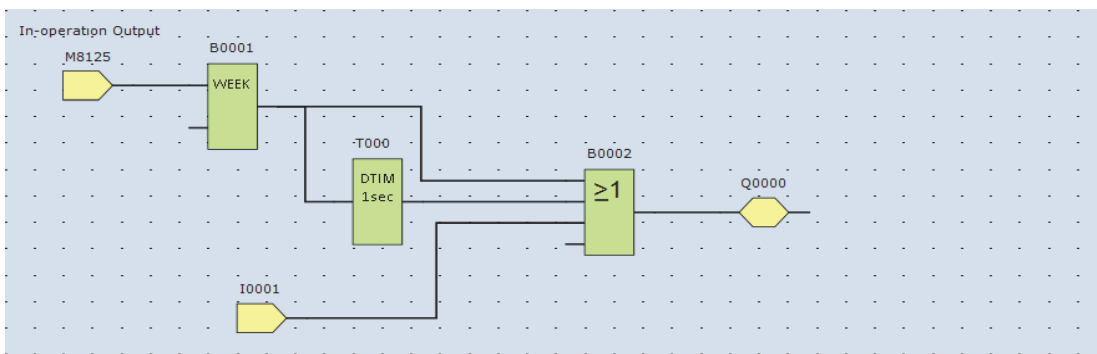 In-operation Output
M8125
B0001
WEEK
T000
DTIM
1sec
B0002
≥1
Q0000
I0001